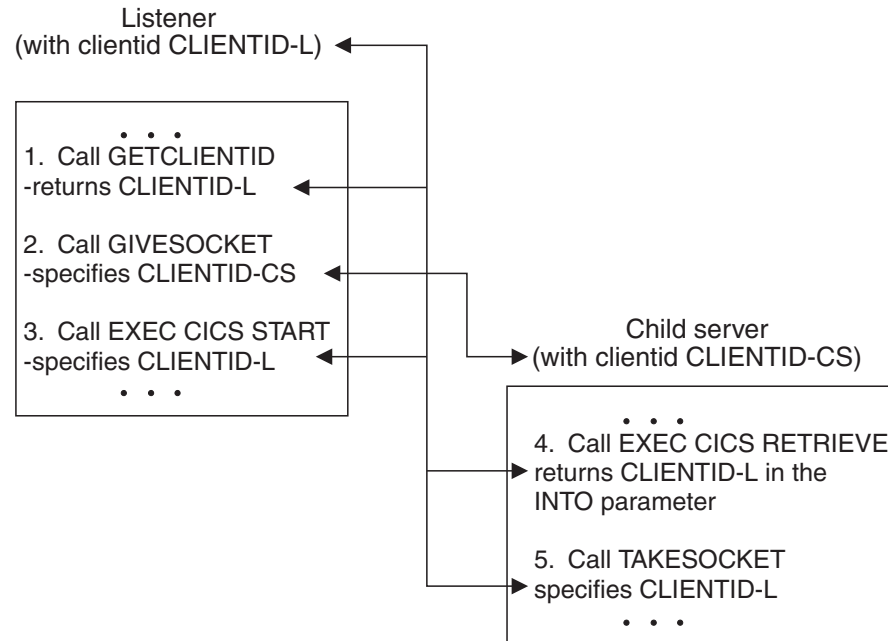 Listener
(with clientid CLIENTID-L)
. . .
1. Call GETCLIENTID
-returns CLIENTID-L
2. Call GIVESOCKET
-specifies CLIENTID-CS
3. Call EXEC CICS START
-specifies CLIENTID-L
. . .
Child server
(with clientid CLIENTID-CS)
. . .
4. Call EXEC CICS RETRIEVE
returns CLIENTID-L in the
INTO parameter
5. Call TAKESOCKET
specifies CLIENTID-L
. . .